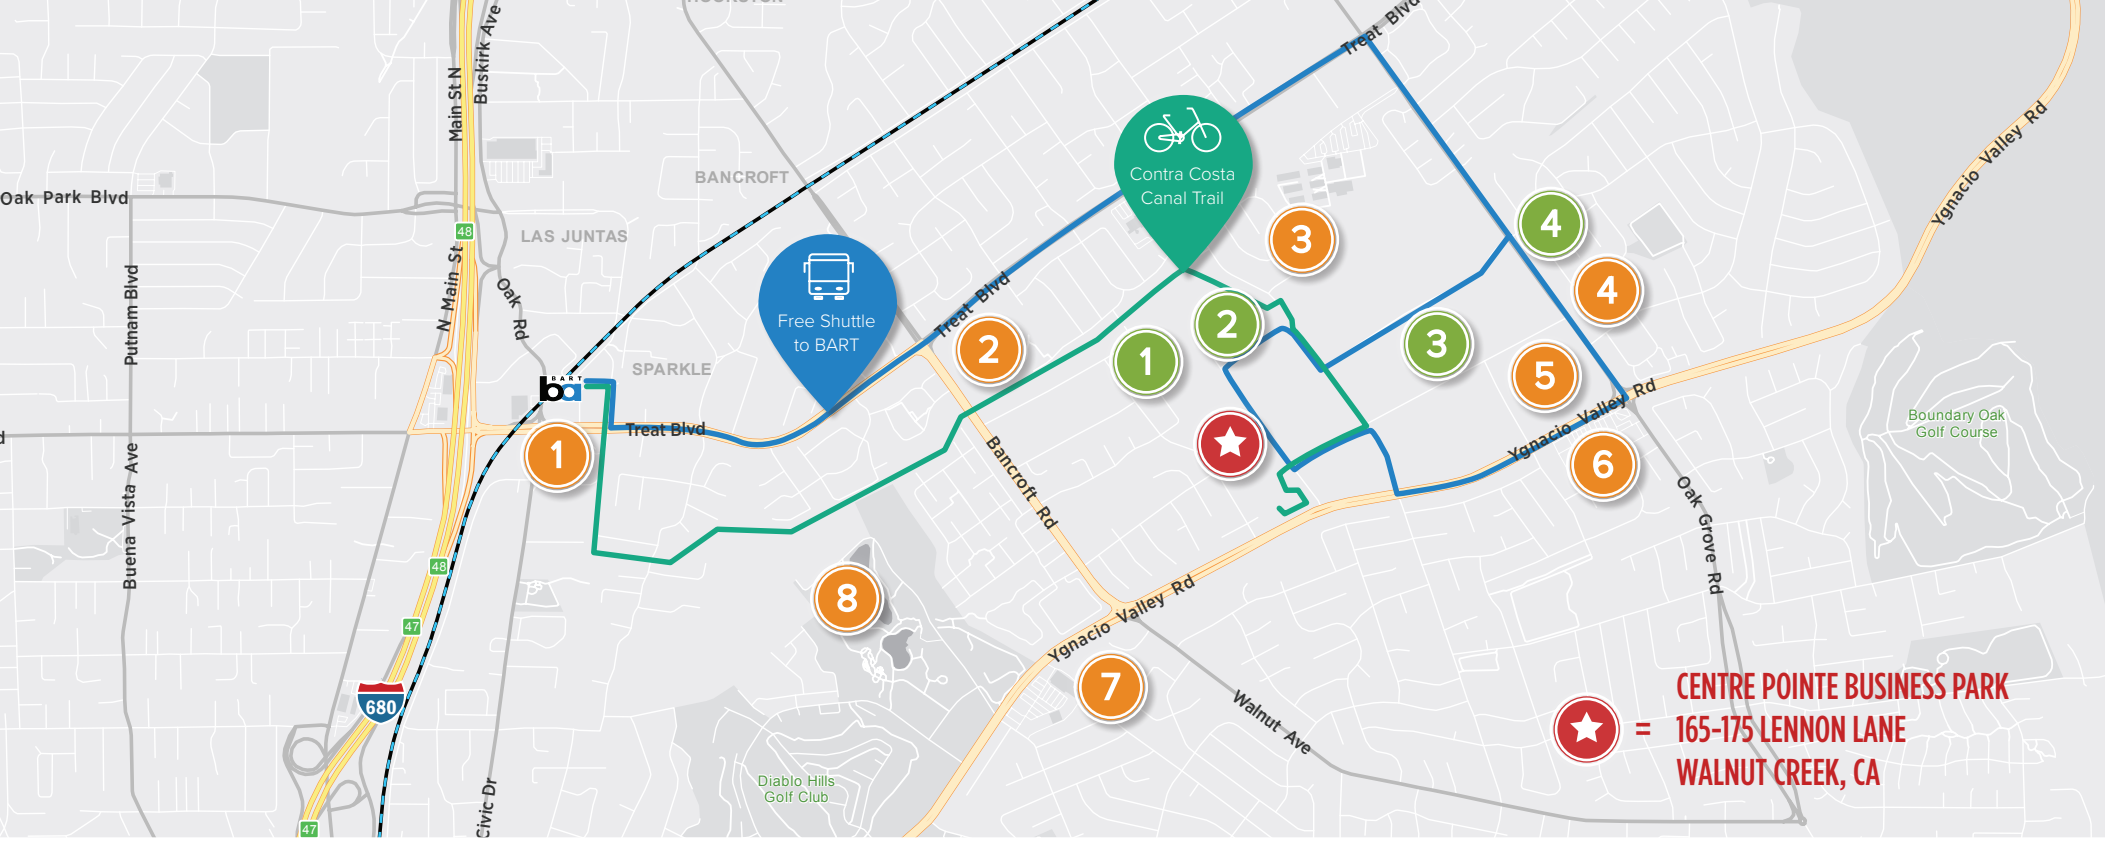 Buskirk Ave
Main St N
Treat Blvd
Ygnacio Valley Rd
BANCROFT
Contra Costa
Canal Trail
Oak Park Blvd
48
LAS JUNTAS
3
4
N Main St
Putnam Blvd
Oak Rd
Free Shuttle
to BART
Treat Blvd
2
2
1
3
4
5
SPARKLE
BART
ba
Treat Blvd
1
Ygnacio Valley Rd
6
Boundary Oak
Golf Course
Buena Vista Ave
Bancroft Rd
Oak Grove Rd
48
8
47
Ygnacio Valley Rd
7
680
Walnut Ave
Diablo Hills
Golf Club
Civic Dr
47
=
CENTRE POINTE BUSINESS PARK
165-175 LENNON LANE
WALNUT CREEK, CA